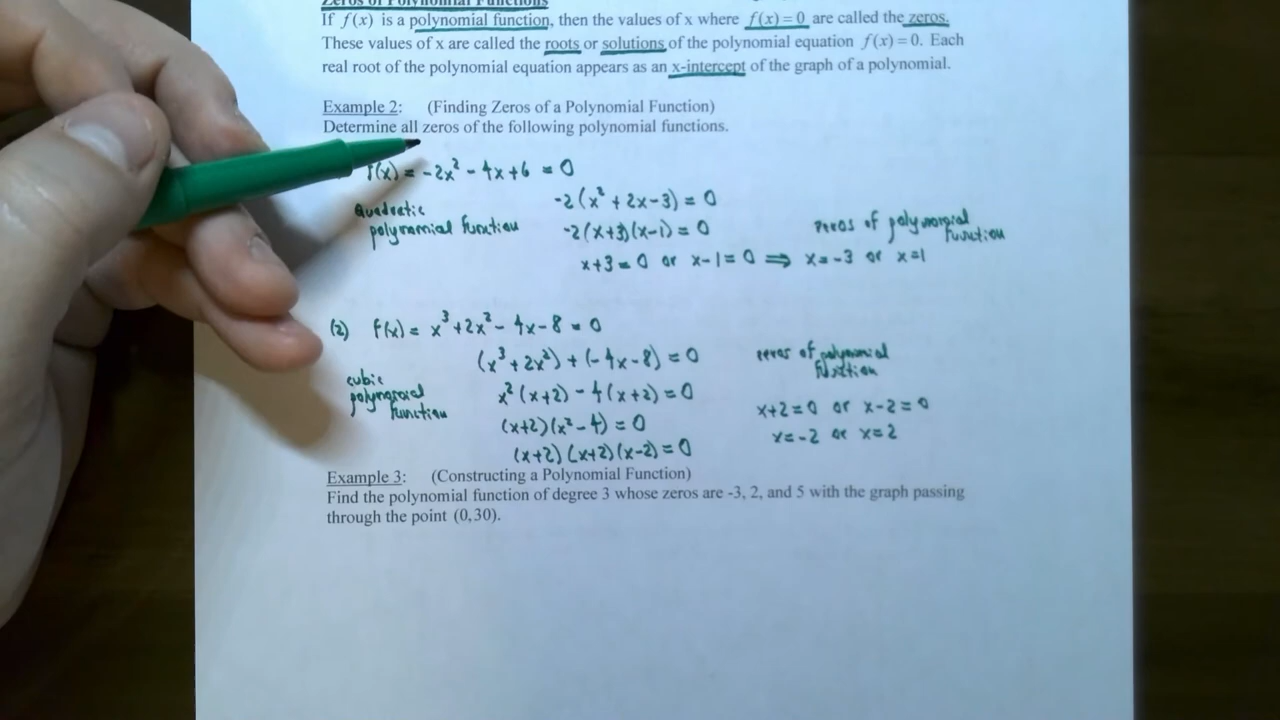 Zeros of Polynomial Functions
If f(x) is a polynomial function, then the values of x where f(x) = 0 are called the zeros.
These values of x are called the roots or solutions of the polynomial equation f(x) = 0. Each
real root of the polynomial equation appears as an x-intercept of the graph of a polynomial.
Example 2: (Finding Zeros of a Polynomial Function)
Determine all zeros of the following polynomial functions.
f(x) = -2x² - 4x + 6 = 0
-2(x² + 2x - 3) = 0
Quadratic
polynomial function
-2(x+3)(x-1) = 0
x+3 = 0 or x-1 = 0 ⇒ x = -3 or x = 1
zeros of polynomial
function
(2) f(x) = x³ + 2x² - 4x - 8 = 0
(x³ + 2x²) + (-4x - 8) = 0
cubic
polynomial
function
x²(x+2) - 4(x+2) = 0
(x+2)(x² - 4) = 0
(x+2)(x+2)(x-2) = 0
zeros of polynomial
function
x+2 = 0 or x-2 = 0
x = -2 or x = 2
Example 3: (Constructing a Polynomial Function)
Find the polynomial function of degree 3 whose zeros are -3, 2, and 5 with the graph passing
through the point (0,30).